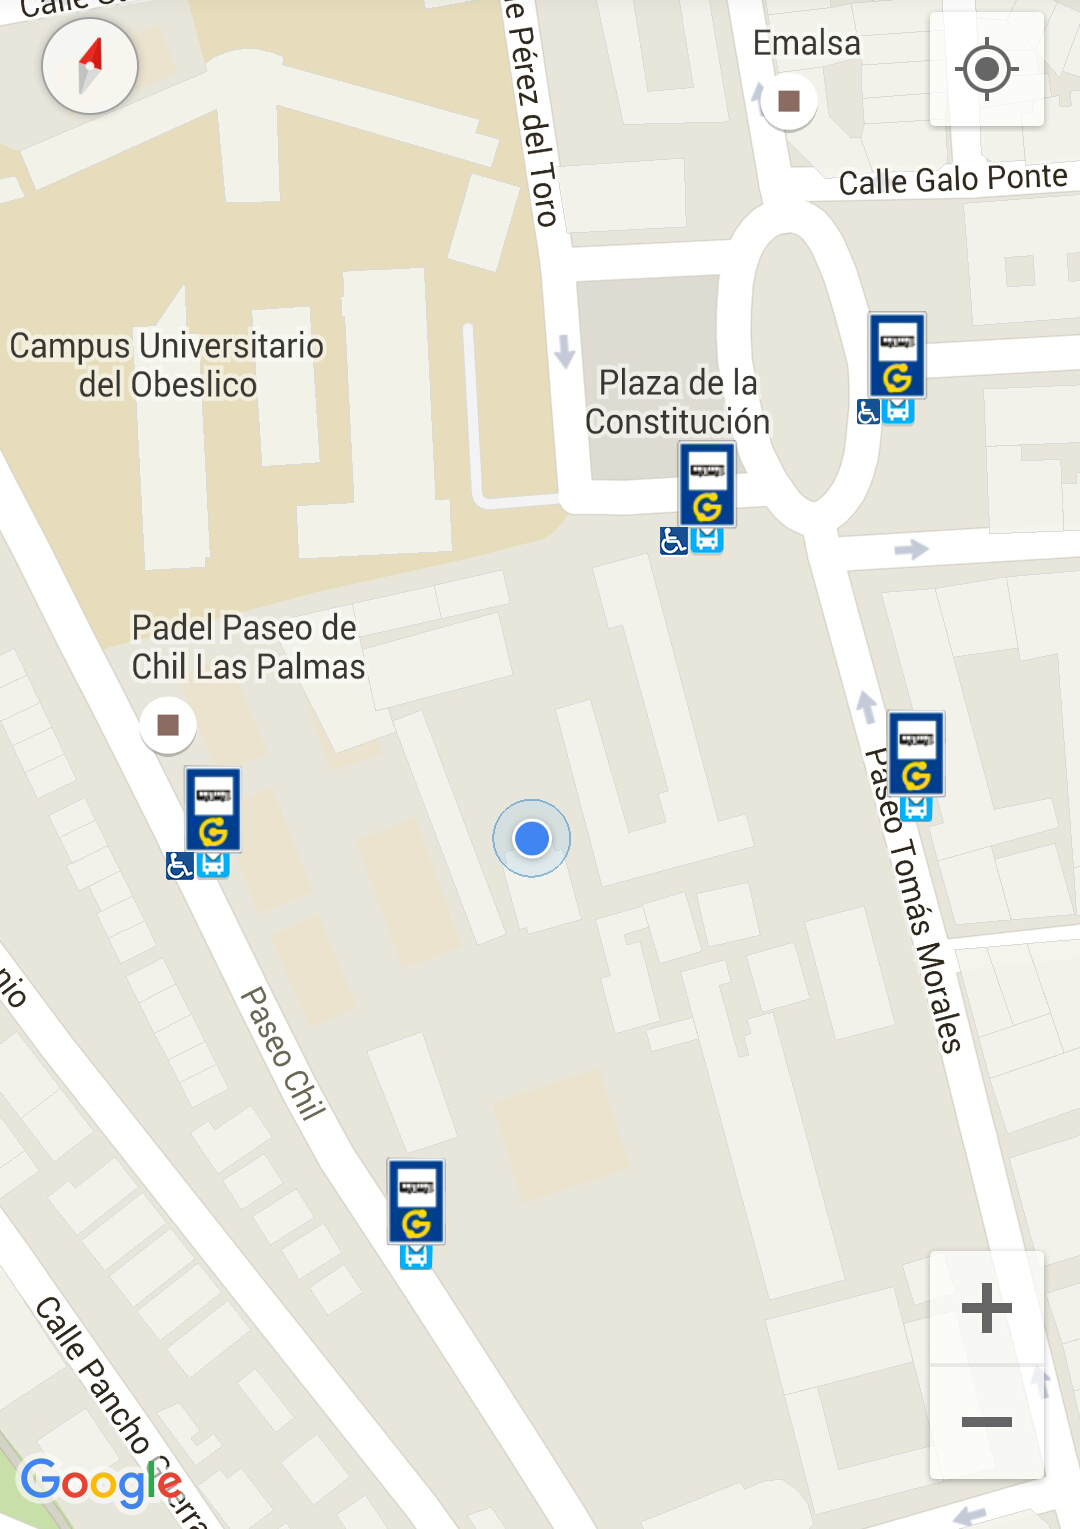 Emalsa
Calle Galo Ponte
Pérez del Toro
Campus Universitario
del Obeslico
Plaza de la
Constitución
Padel Paseo de
Chil Las Palmas
Paseo Tomás Morales
Paseo Chil
Calle Pancho Guerra
Google